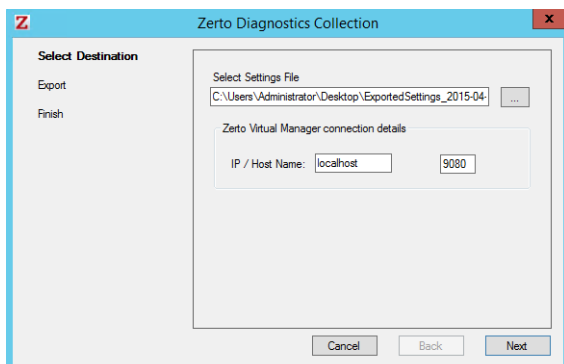 Z
Zerto Diagnostics Collection
x
Select Destination
Export
Finish
Select Settings File
C:\Users\Administrator\Desktop\ExportedSettings_2015-04-
...
Zerto Virtual Manager connection details
IP / Host Name:
localhost
9080
Cancel
Back
Next